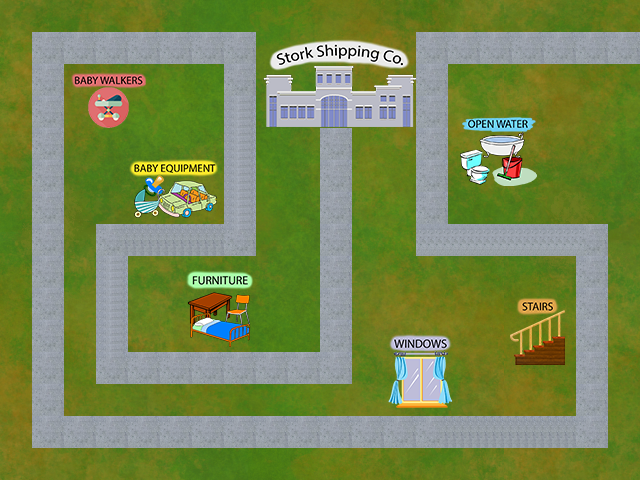 Stork Shipping Co.
BABY WALKERS
OPEN WATER
BABY EQUIPMENT
FURNITURE
STAIRS
WINDOWS